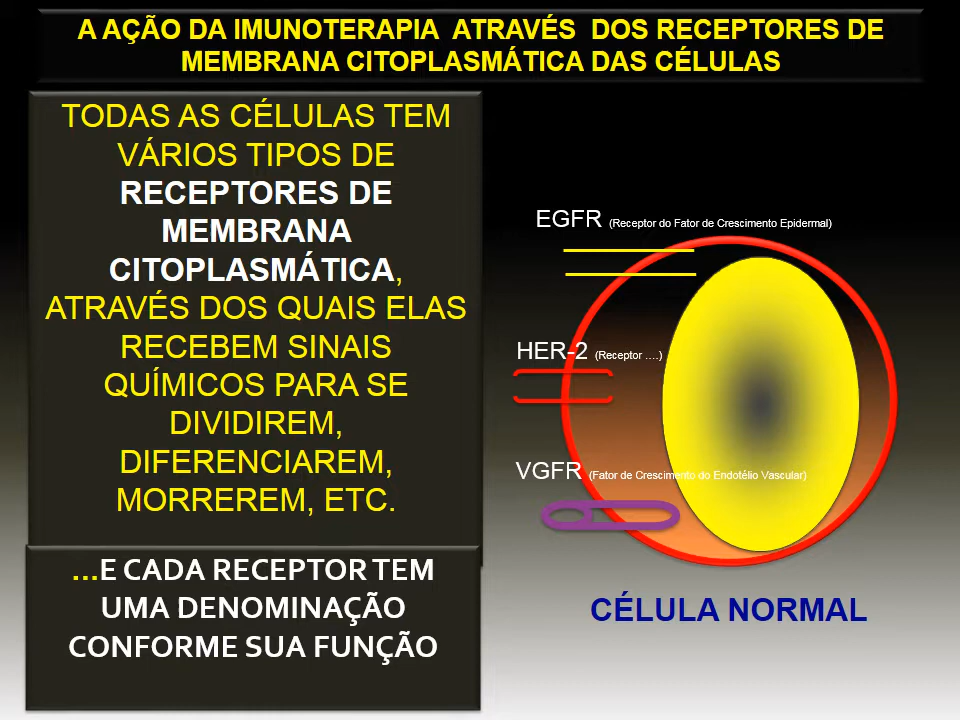 A AÇÃO DA IMUNOTERAPIA ATRAVÉS DOS RECEPTORES DE
MEMBRANA CITOPLASMÁTICA DAS CÉLULAS
TODAS AS CÉLULAS TEM
VÁRIOS TIPOS DE
RECEPTORES DE
MEMBRANA
CITOPLASMÁTICA,
ATRAVÉS DOS QUAIS ELAS
RECEBEM SINAIS
QUÍMICOS PARA SE
DIVIDIREM,
DIFERENCIAREM,
MORREREM, ETC.
...E CADA RECEPTOR TEM
UMA DENOMINAÇÃO
CONFORME SUA FUNÇÃO
EGFR (Receptor do Fator de Crescimento Epidermal)
HER-2 (Receptor ....)
VGFR (Fator de Crescimento do Endotélio Vascular)
CÉLULA NORMAL